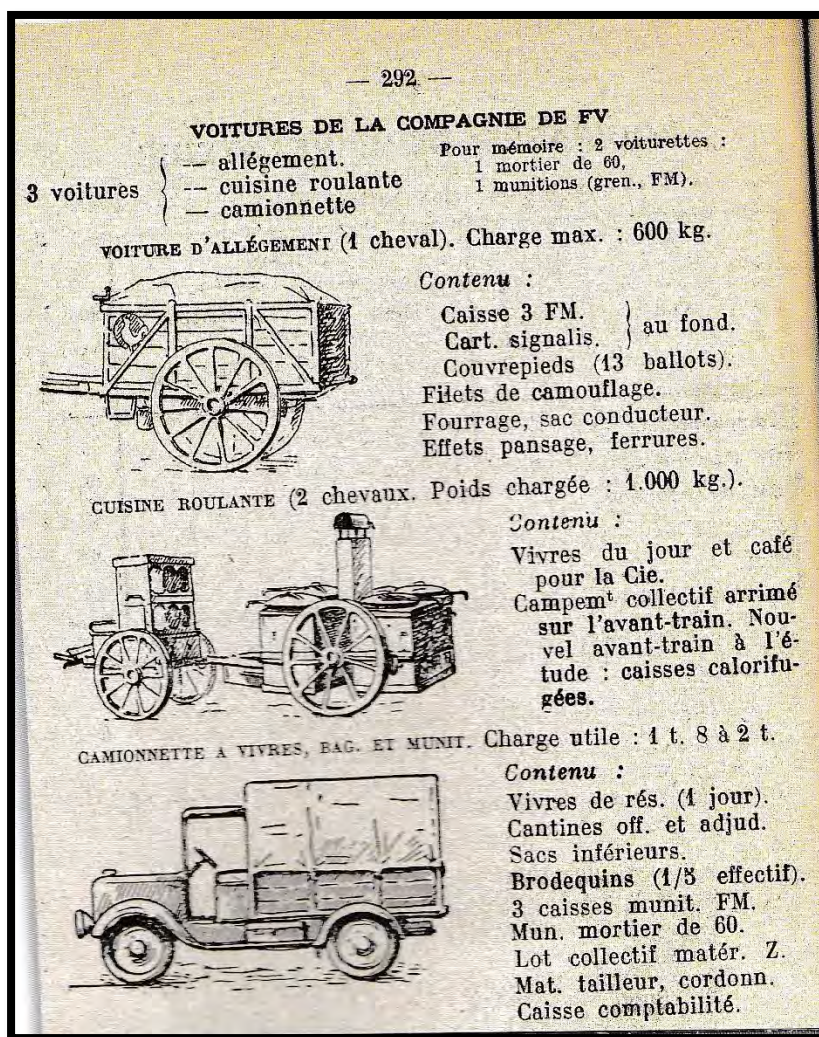 — 292 —
VOITURES DE LA COMPAGNIE DE FV
3 voitures
— allégement.
-- cuisine roulante
— camionnette
Pour mémoire : 2 voiturettes :
1 mortier de 60,
1 munitions (gren., FM).
VOITURE D'ALLÉGEMENT (1 cheval). Charge max. : 600 kg.
Contenu :
Caisse 3 FM.
Cart. signalis.
au fond.
Couvrepieds (13 ballots).
Filets de camouflage.
Fourrage, sac conducteur.
Effets pansage, ferrures.
CUISINE ROULANTE (2 chevaux. Poids chargée : 1.000 kg.).
Contenu :
Vivres du jour et café
pour la Cie.
Campemᵗ collectif arrimé
sur l'avant-train. Nou-
vel avant-train à l'é-
tude : caisses calorifu-
gées.
CAMIONNETTE A VIVRES, BAG. ET MUNIT. Charge utile : 1 t. 8 à 2 t.
Contenu :
Vivres de rés. (1 jour).
Cantines off. et adjud.
Sacs inférieurs.
Brodequins (1/5 effectif).
3 caisses munit. FM.
Mun. mortier de 60.
Lot collectif matér. Z.
Mat. tailleur, cordonn.
Caisse comptabilité.